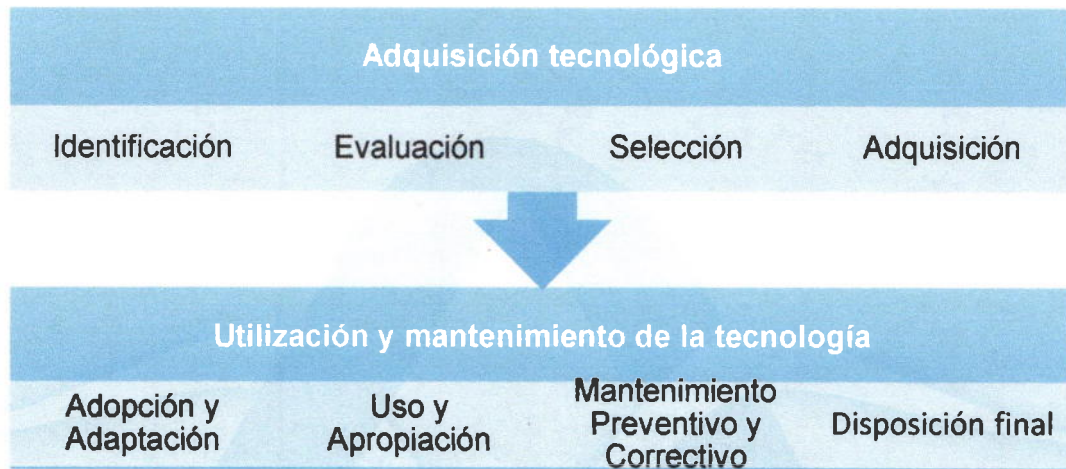 Adquisición tecnológica
Identificación Evaluación Selección Adquisición
Utilización y mantenimiento de la tecnología
Adopción y
Adaptación
Uso y
Apropiación
Mantenimiento
Preventivo y
Correctivo
Disposición final